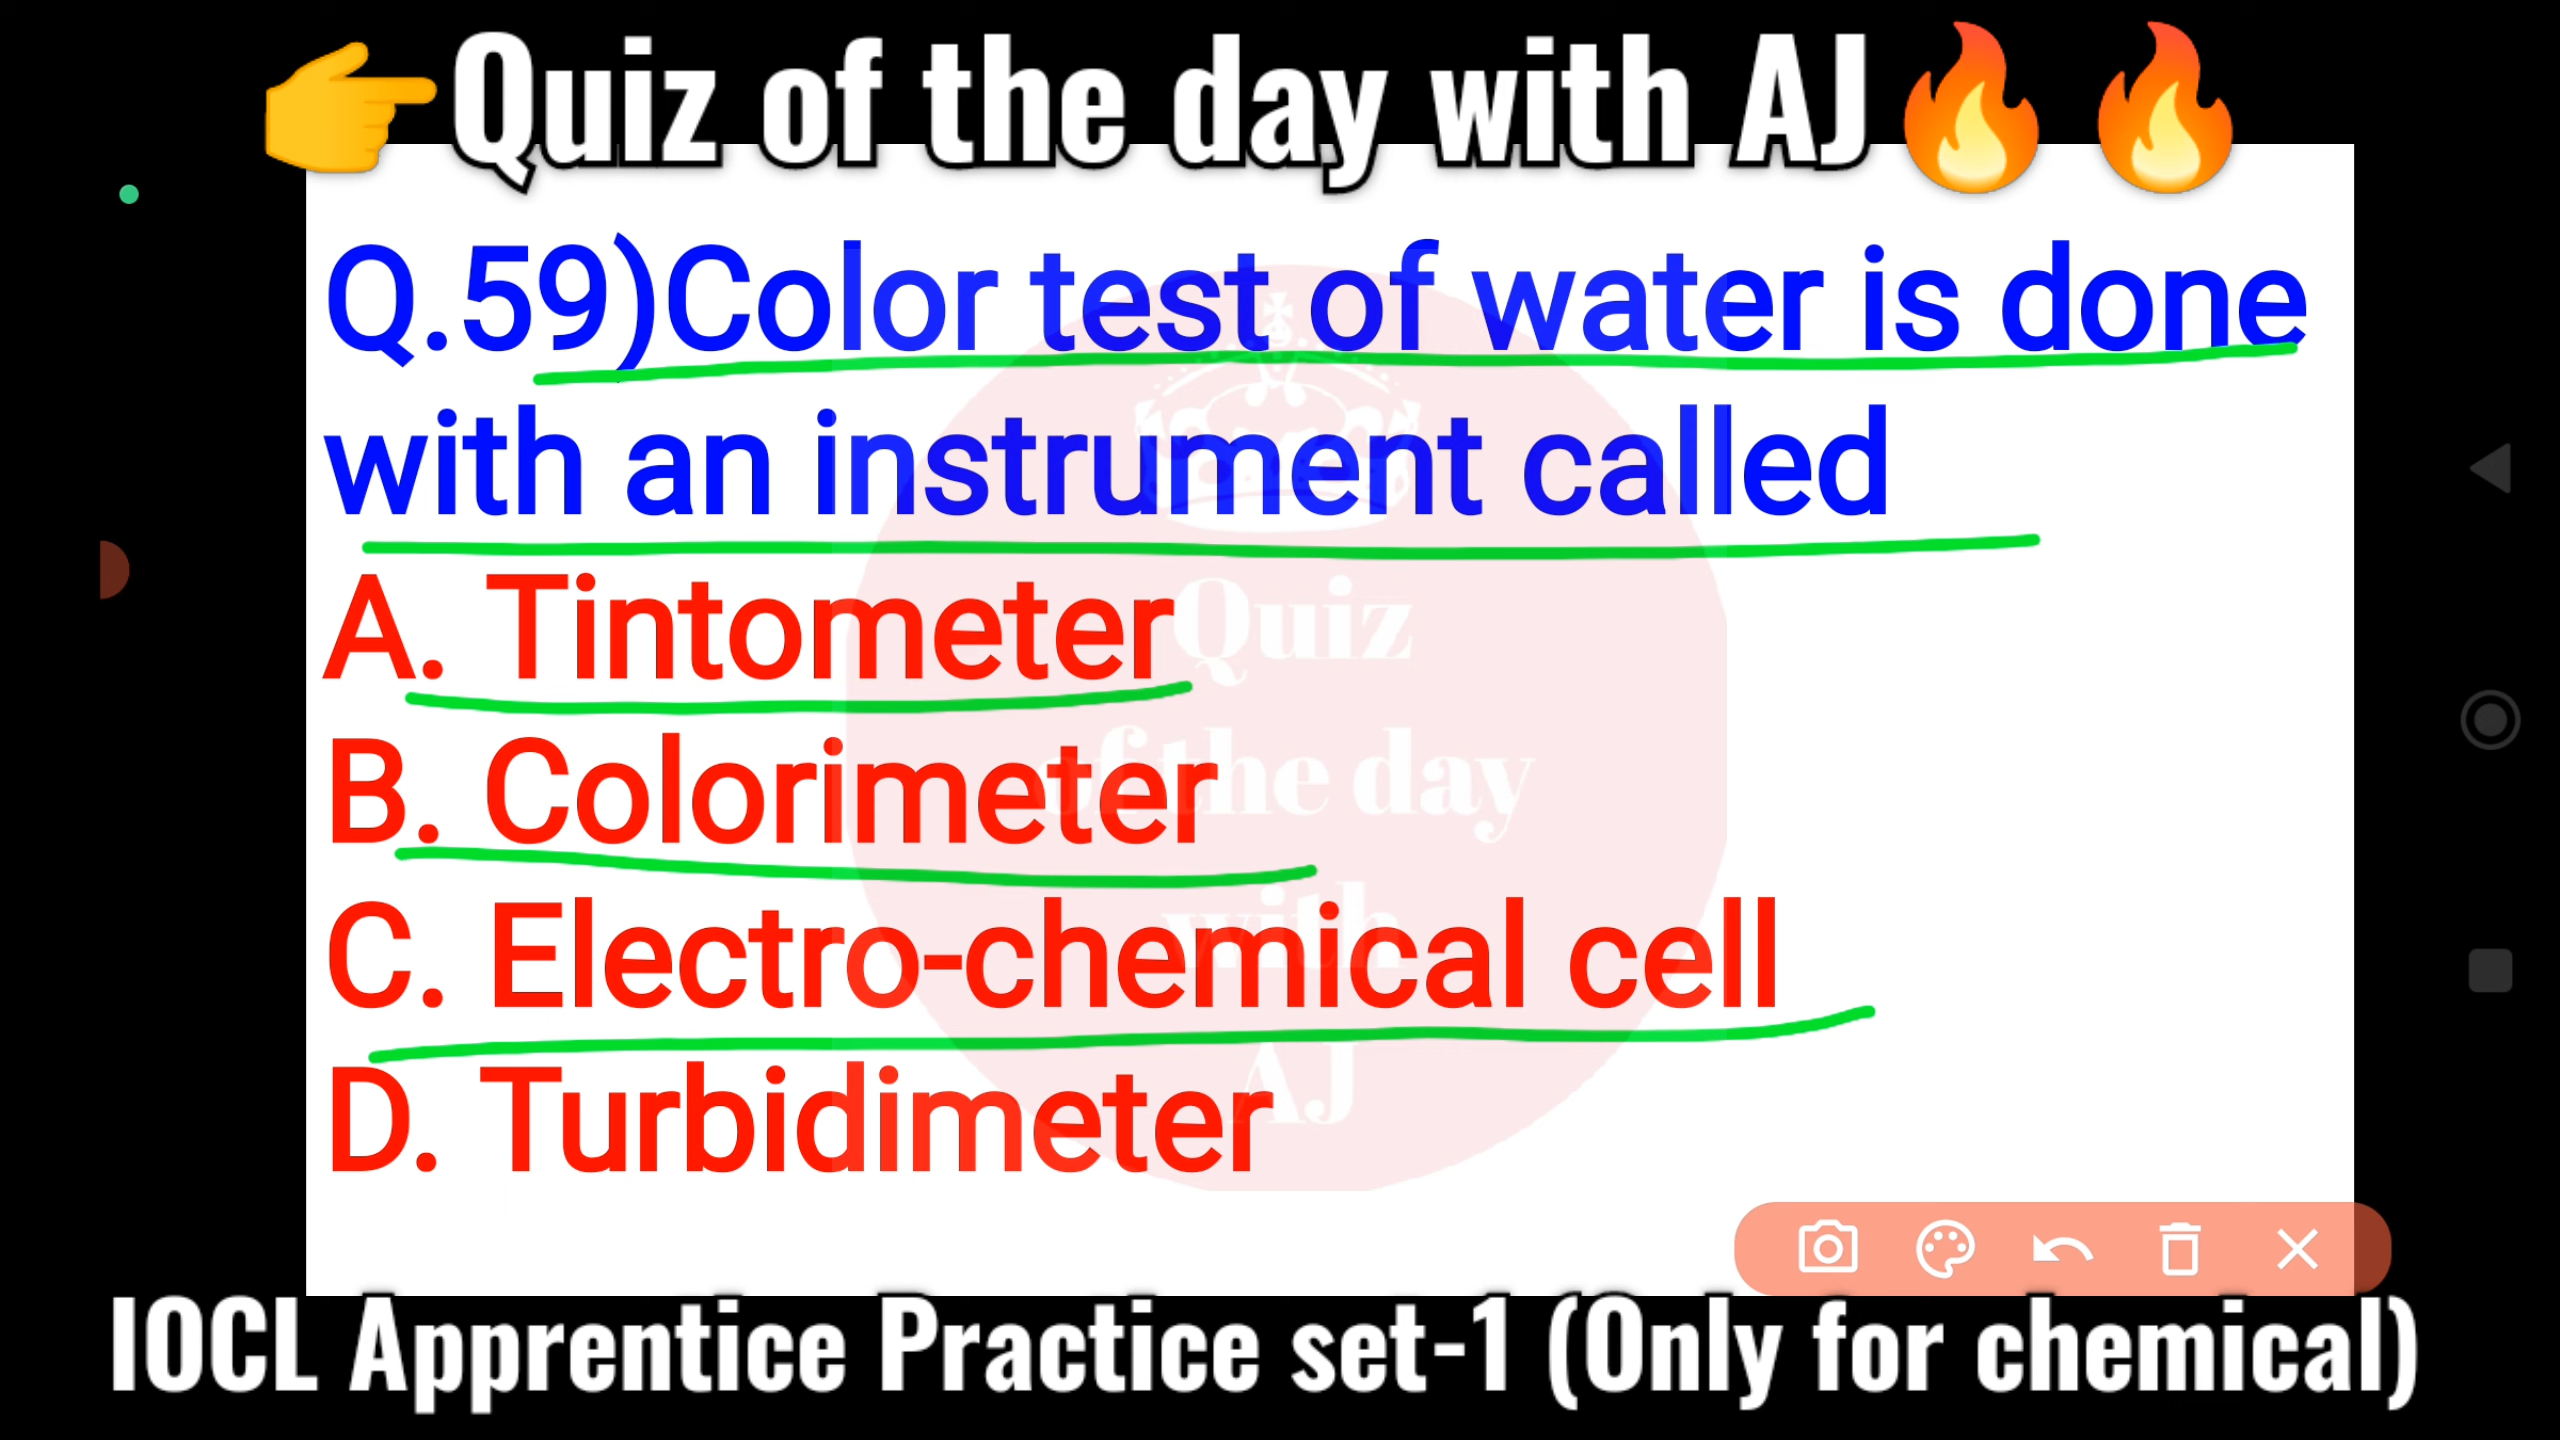 👉Quiz of the day with AJ🔥🔥
Q.59)Color test of water is done
with an instrument called
A. Tintometer
B. Colorimeter
C. Electro-chemical cell
D. Turbidimeter
Quiz
of the day
with
AJ
IOCL Apprentice Practice set-1 (Only for chemical)